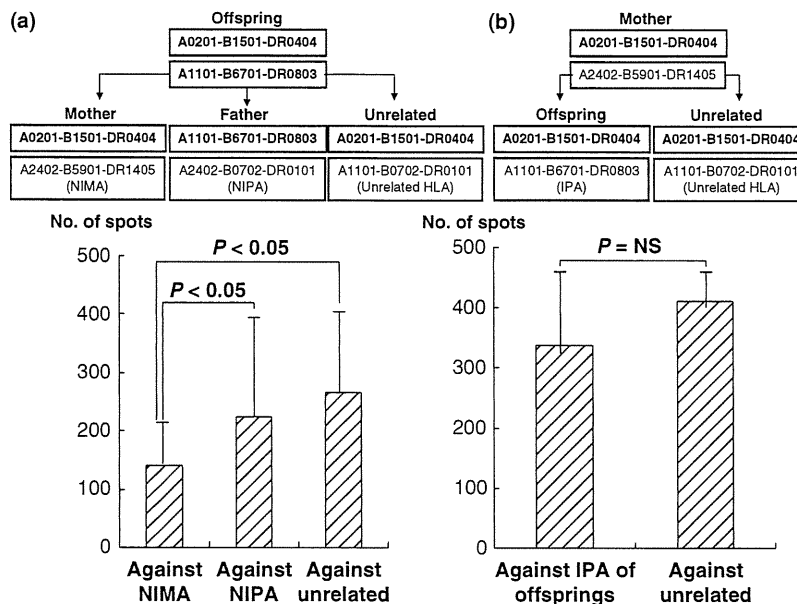 (a)
Offspring
A0201-B1501-DR0404
A1101-B6701-DR0803
Mother
Father
Unrelated
A0201-B1501-DR0404
A1101-B6701-DR0803
A0201-B1501-DR0404
A2402-B5901-DR1405
(NIMA)
A2402-B0702-DR0101
(NIPA)
A1101-B0702-DR0101
(Unrelated HLA)
No. of spots
500
400
300
200
100
0
P < 0.05
P < 0.05
Against
NIMA
Against
NIPA
Against
unrelated
(b)
Mother
A0201-B1501-DR0404
A2402-B5901-DR1405
Offspring
Unrelated
A0201-B1501-DR0404
A0201-B1501-DR0404
A1101-B6701-DR0803
(IPA)
A1101-B0702-DR0101
(Unrelated HLA)
No. of spots
500
400
300
200
100
0
P = NS
Against IPA of
offsprings
Against
unrelated